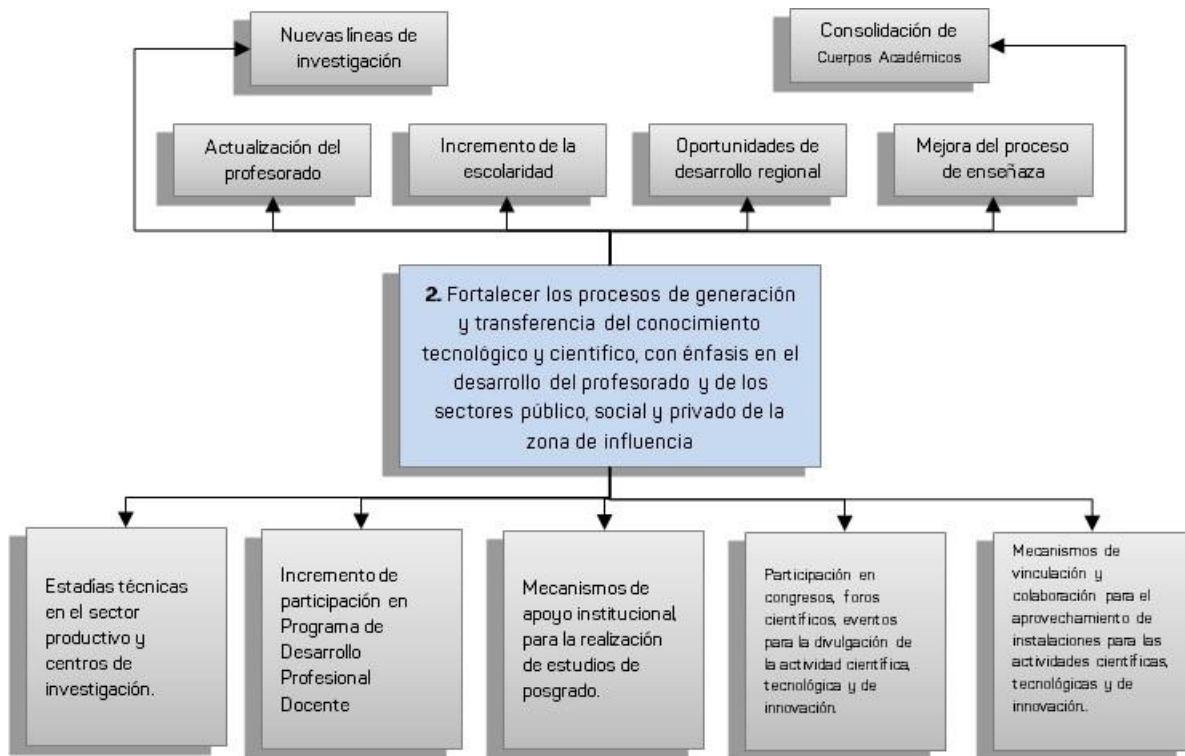 Nuevas líneas de
investigación
Consolidación de
Cuerpos Académicos
Actualización del
profesorado
Incremento de la
escolaridad
Oportunidades de
desarrollo regional
Mejora del proceso
de enseñaza
2. Fortalecer los procesos de generación
y transferencia del conocimiento
tecnológico y científico, con énfasis en el
desarrollo del profesorado y de los
sectores público, social y privado de la
zona de influencia
Estadías técnicas
en el sector
productivo y
centros de
investigación.
Incremento de
participación en
Programa de
Desarrollo
Profesional
Docente
Mecanismos de
apoyo institucional,
para la realización
de estudios de
posgrado.
Participación en
congresos, foros
científicos, eventos
para la divulgación de
la actividad científica,
tecnológica y de
innovación.
Mecanismos de
vinculación y
colaboración para el
aprovechamiento de
instalaciones para las
actividades científicas,
tecnológicas y de
innovación..